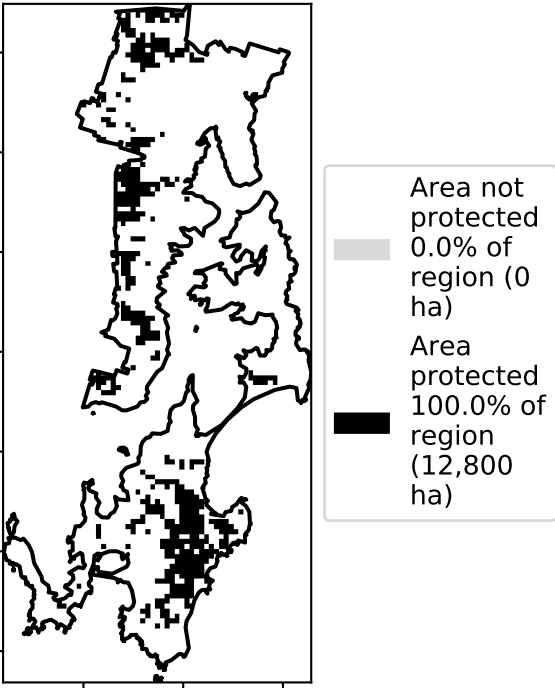 Area not
protected
0.0% of
region (0
ha)
Area
protected
100.0% of
region
(12,800
ha)